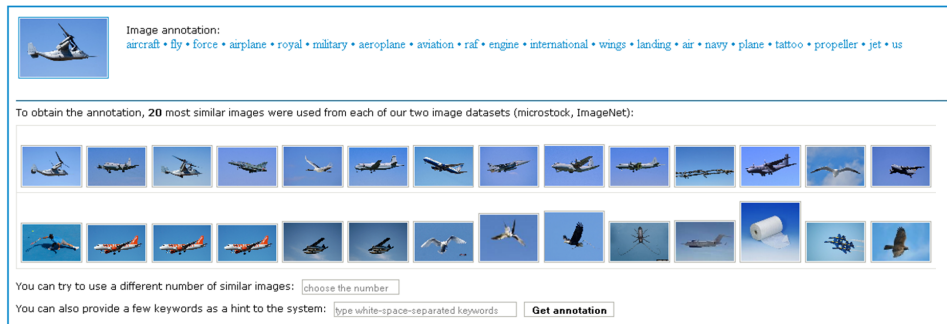 Image annotation:
aircraft • fly • force • airplane • royal • military • aeroplane • aviation • raf • engine • international • wings • landing • air • navy • plane • tattoo • propeller • jet • us
To obtain the annotation, 20 most similar images were used from each of our two image datasets (microstock, ImageNet):
You can try to use a different number of similar images: choose the number
You can also provide a few keywords as a hint to the system: type white-space-separated keywords Get annotation